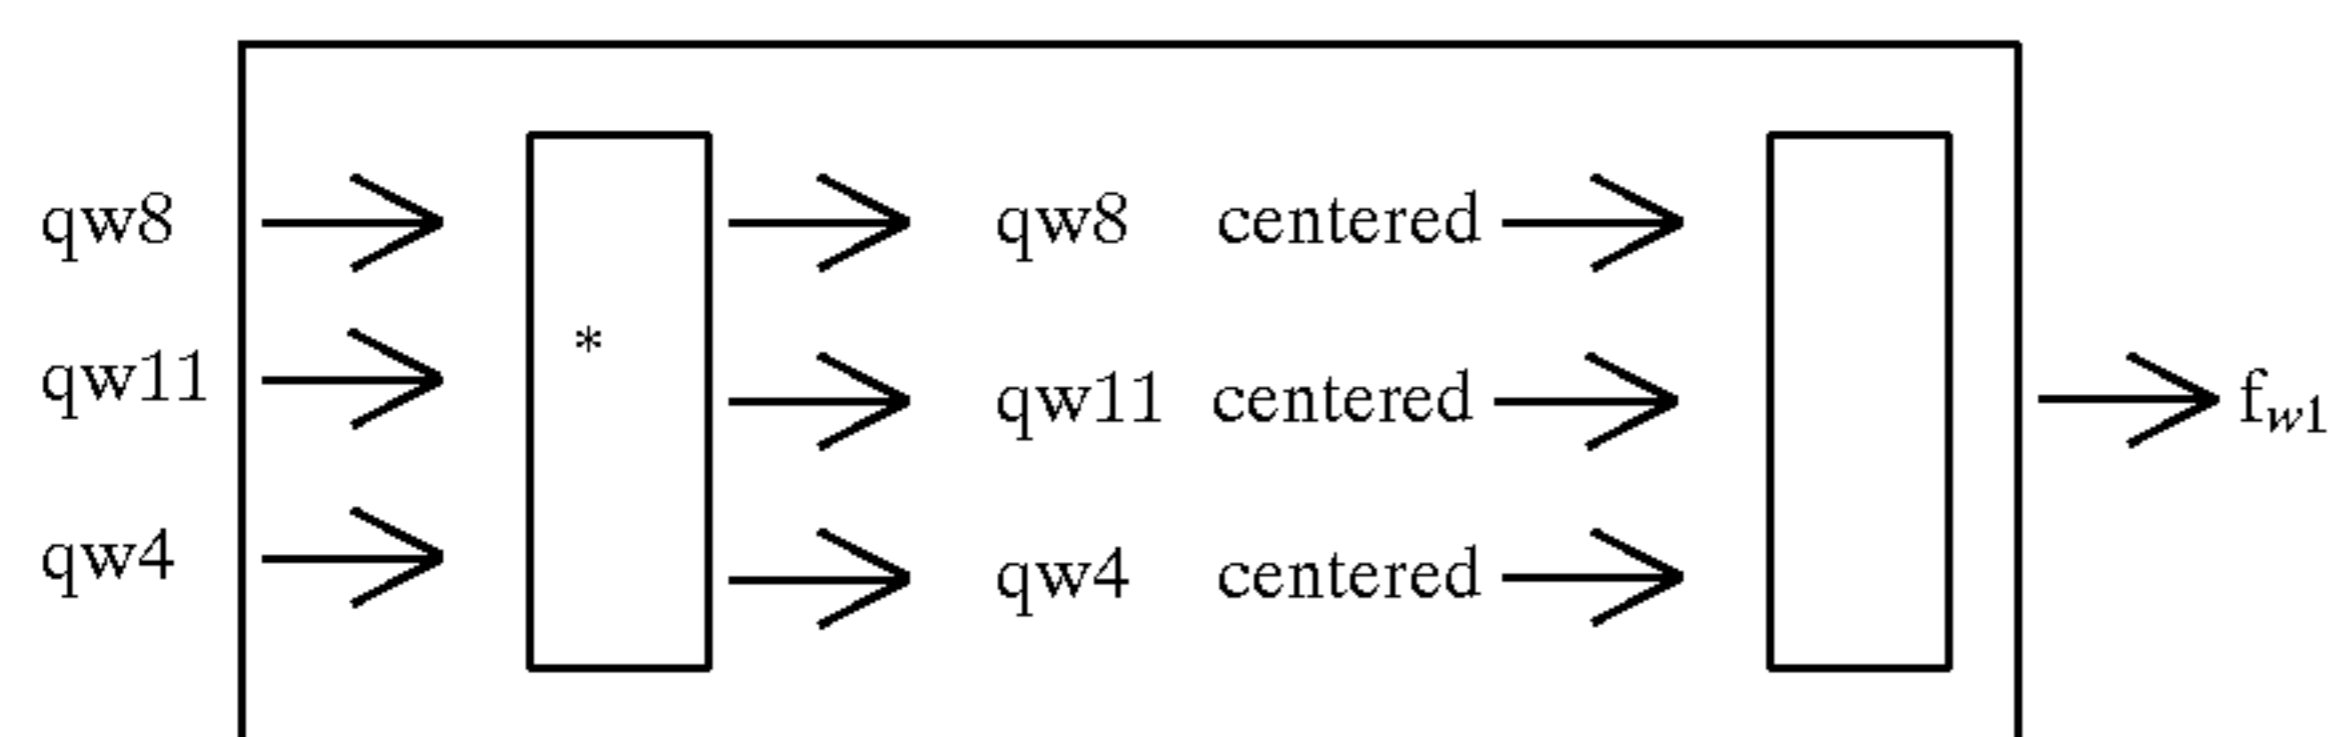 qw8 qw8 centered
*
qw11 qw11 centered f_w1
qw4 qw4 centered